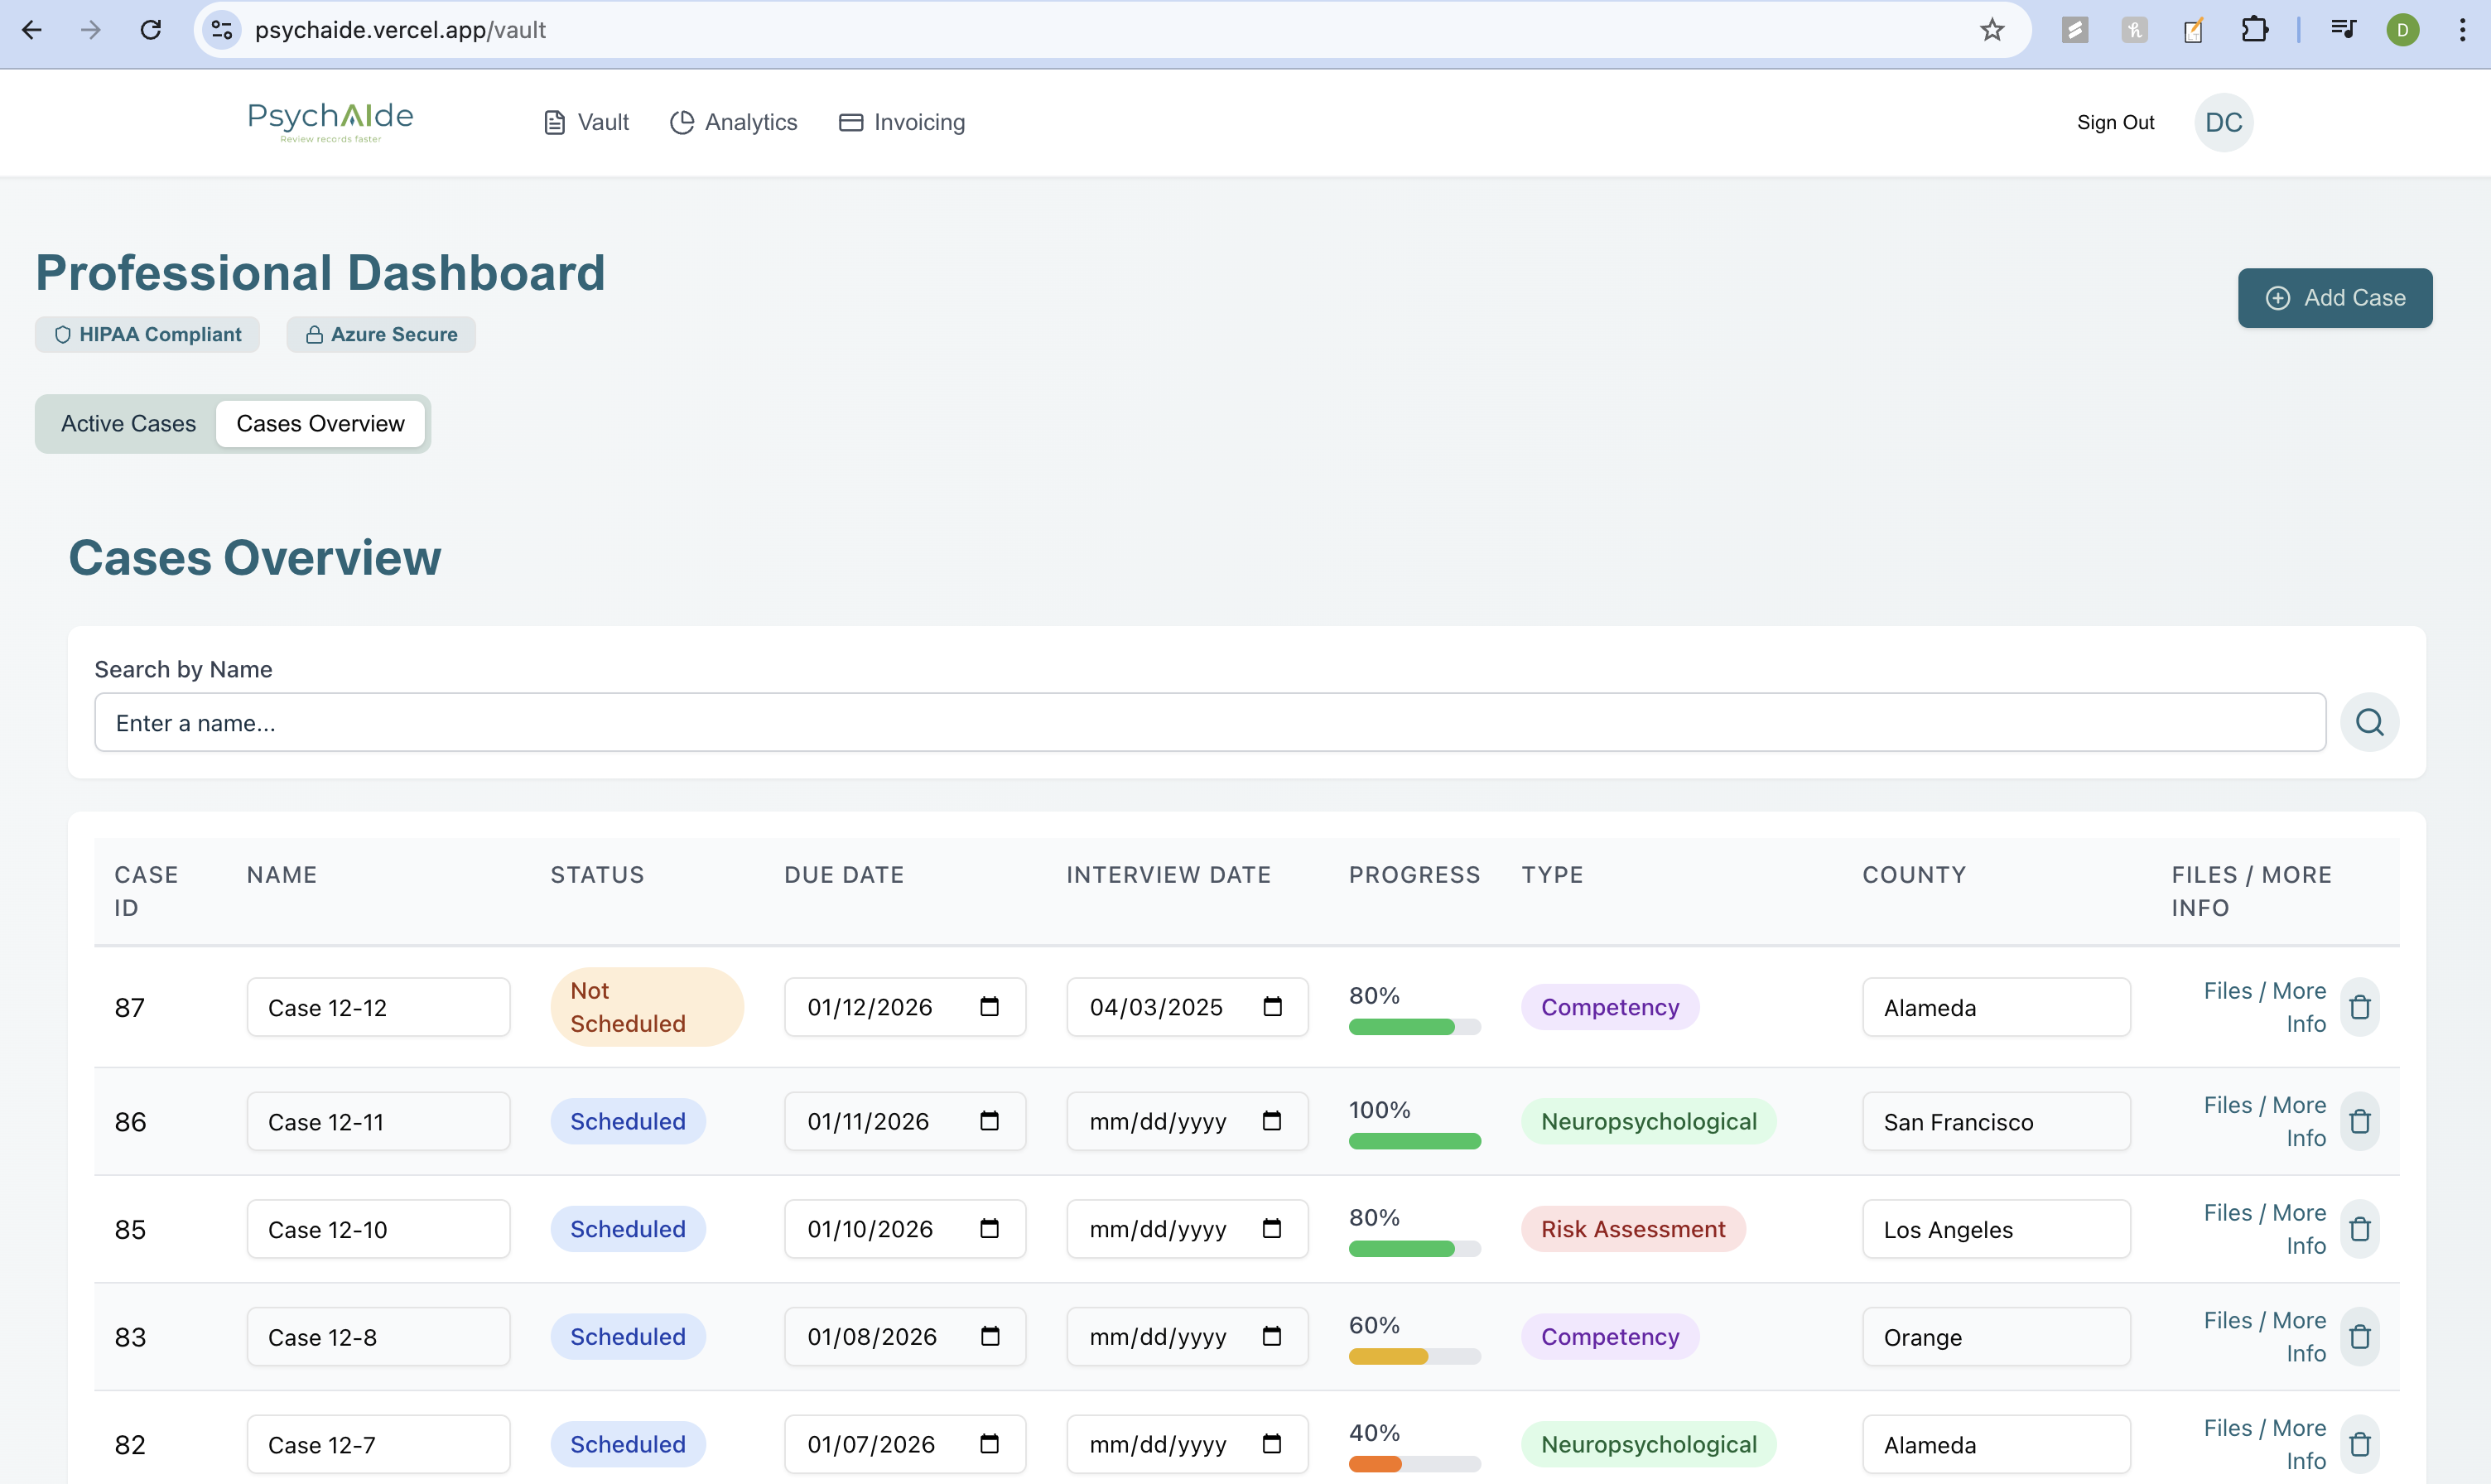 psychaide.vercel.app/vault
D
PsychAIde
Review records faster
Vault
Analytics
Invoicing
Sign Out
DC
Professional Dashboard
Add Case
HIPAA Compliant
Azure Secure
Active Cases
Cases Overview
Cases Overview
Search by Name
Enter a name...
CASE ID NAME STATUS DUE DATE INTERVIEW DATE PROGRESS TYPE COUNTY FILES / MORE INFO
87 Case 12-12 Not Scheduled 01/12/2026 04/03/2025 80% Competency Alameda Files / More Info
86 Case 12-11 Scheduled 01/11/2026 mm/dd/yyyy 100% Neuropsychological San Francisco Files / More Info
85 Case 12-10 Scheduled 01/10/2026 mm/dd/yyyy 80% Risk Assessment Los Angeles Files / More Info
83 Case 12-8 Scheduled 01/08/2026 mm/dd/yyyy 60% Competency Orange Files / More Info
82 Case 12-7 Scheduled 01/07/2026 mm/dd/yyyy 40% Neuropsychological Alameda Files / More Info